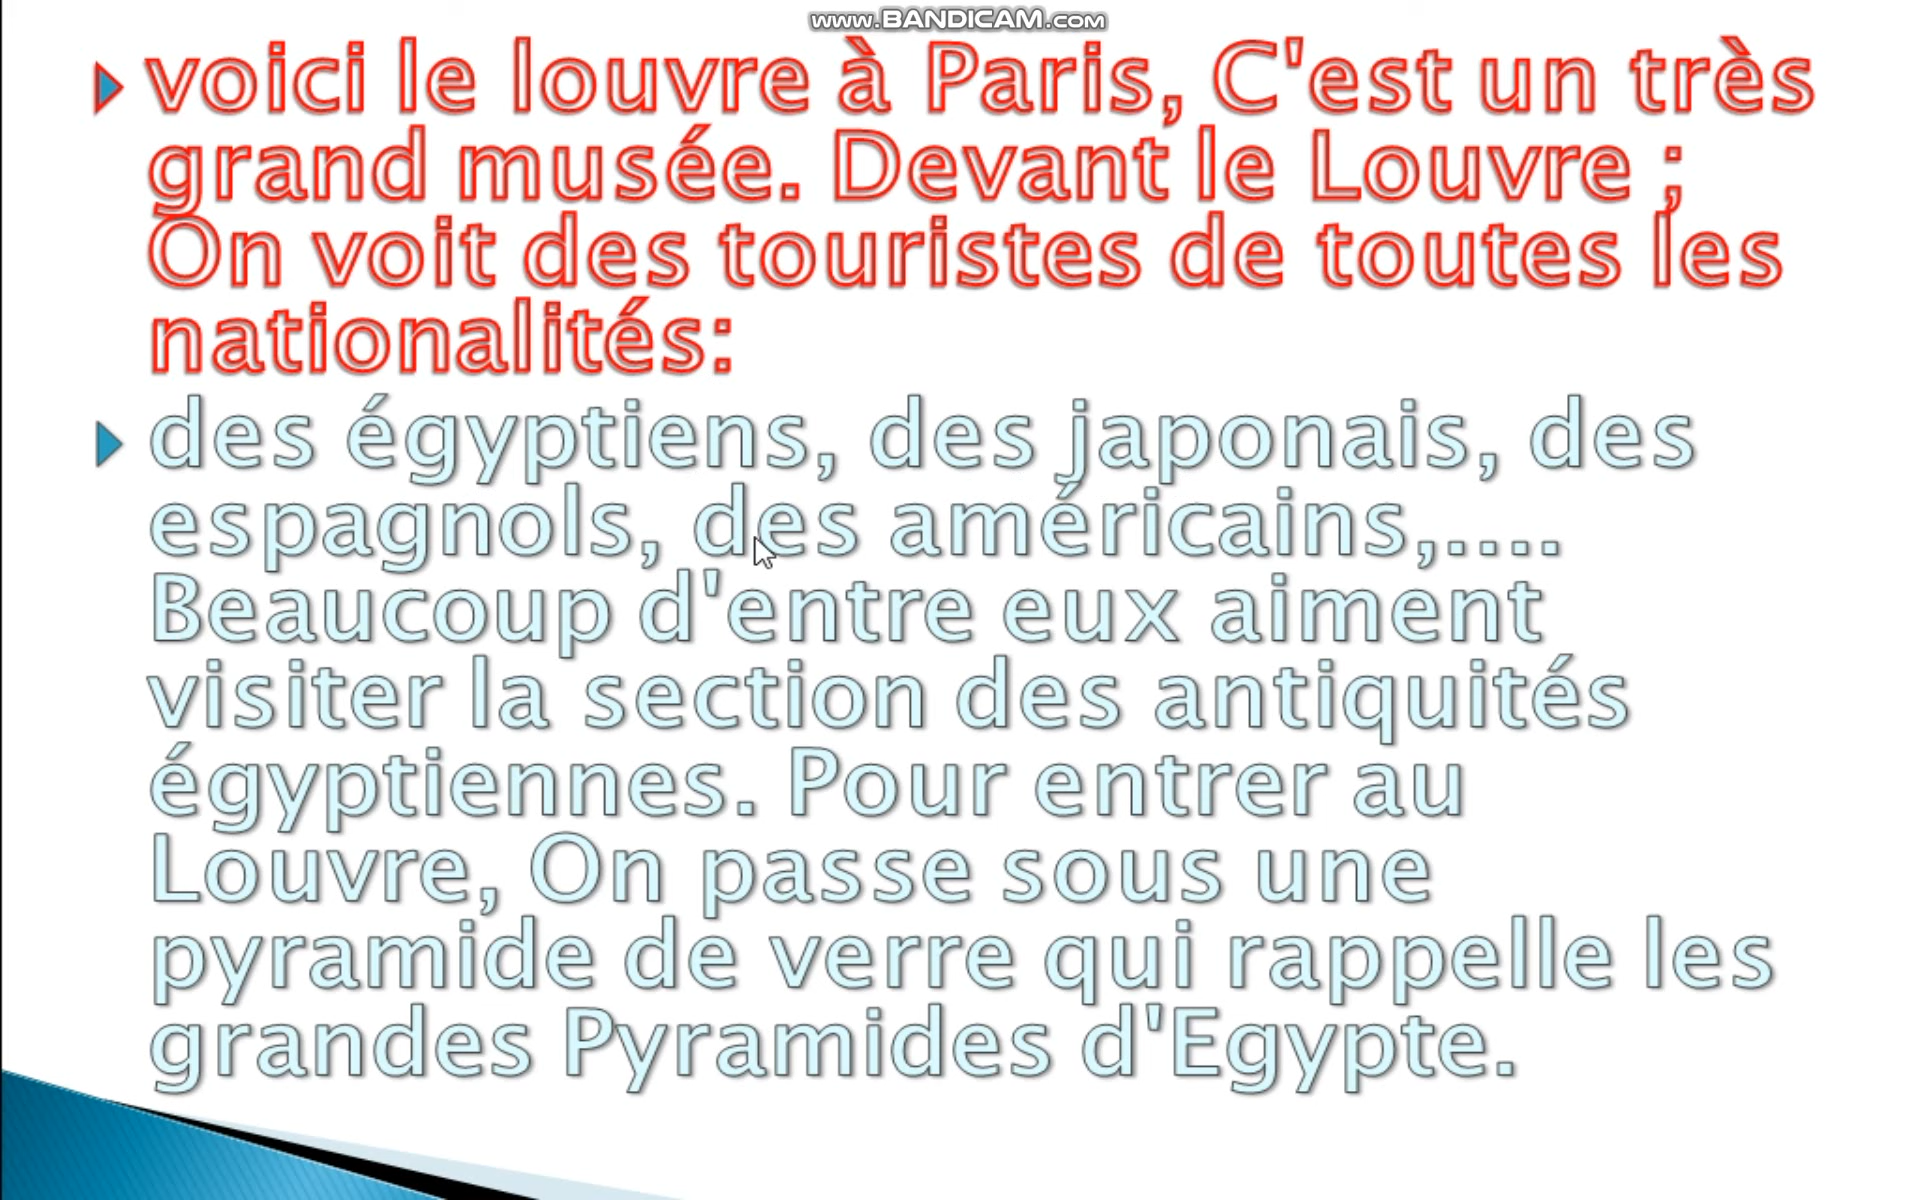 www.BANDICAM.com
voici le louvre à Paris, C'est un très
grand musée. Devant le Louvre ;
On voit des touristes de toutes les
nationalités:
des égyptiens, des japonais, des
espagnols, des américains,....
Beaucoup d'entre eux aiment
visiter la section des antiquités
égyptiennes. Pour entrer au
Louvre, On passe sous une
pyramide de verre qui rappelle les
grandes Pyramides d'Egypte.